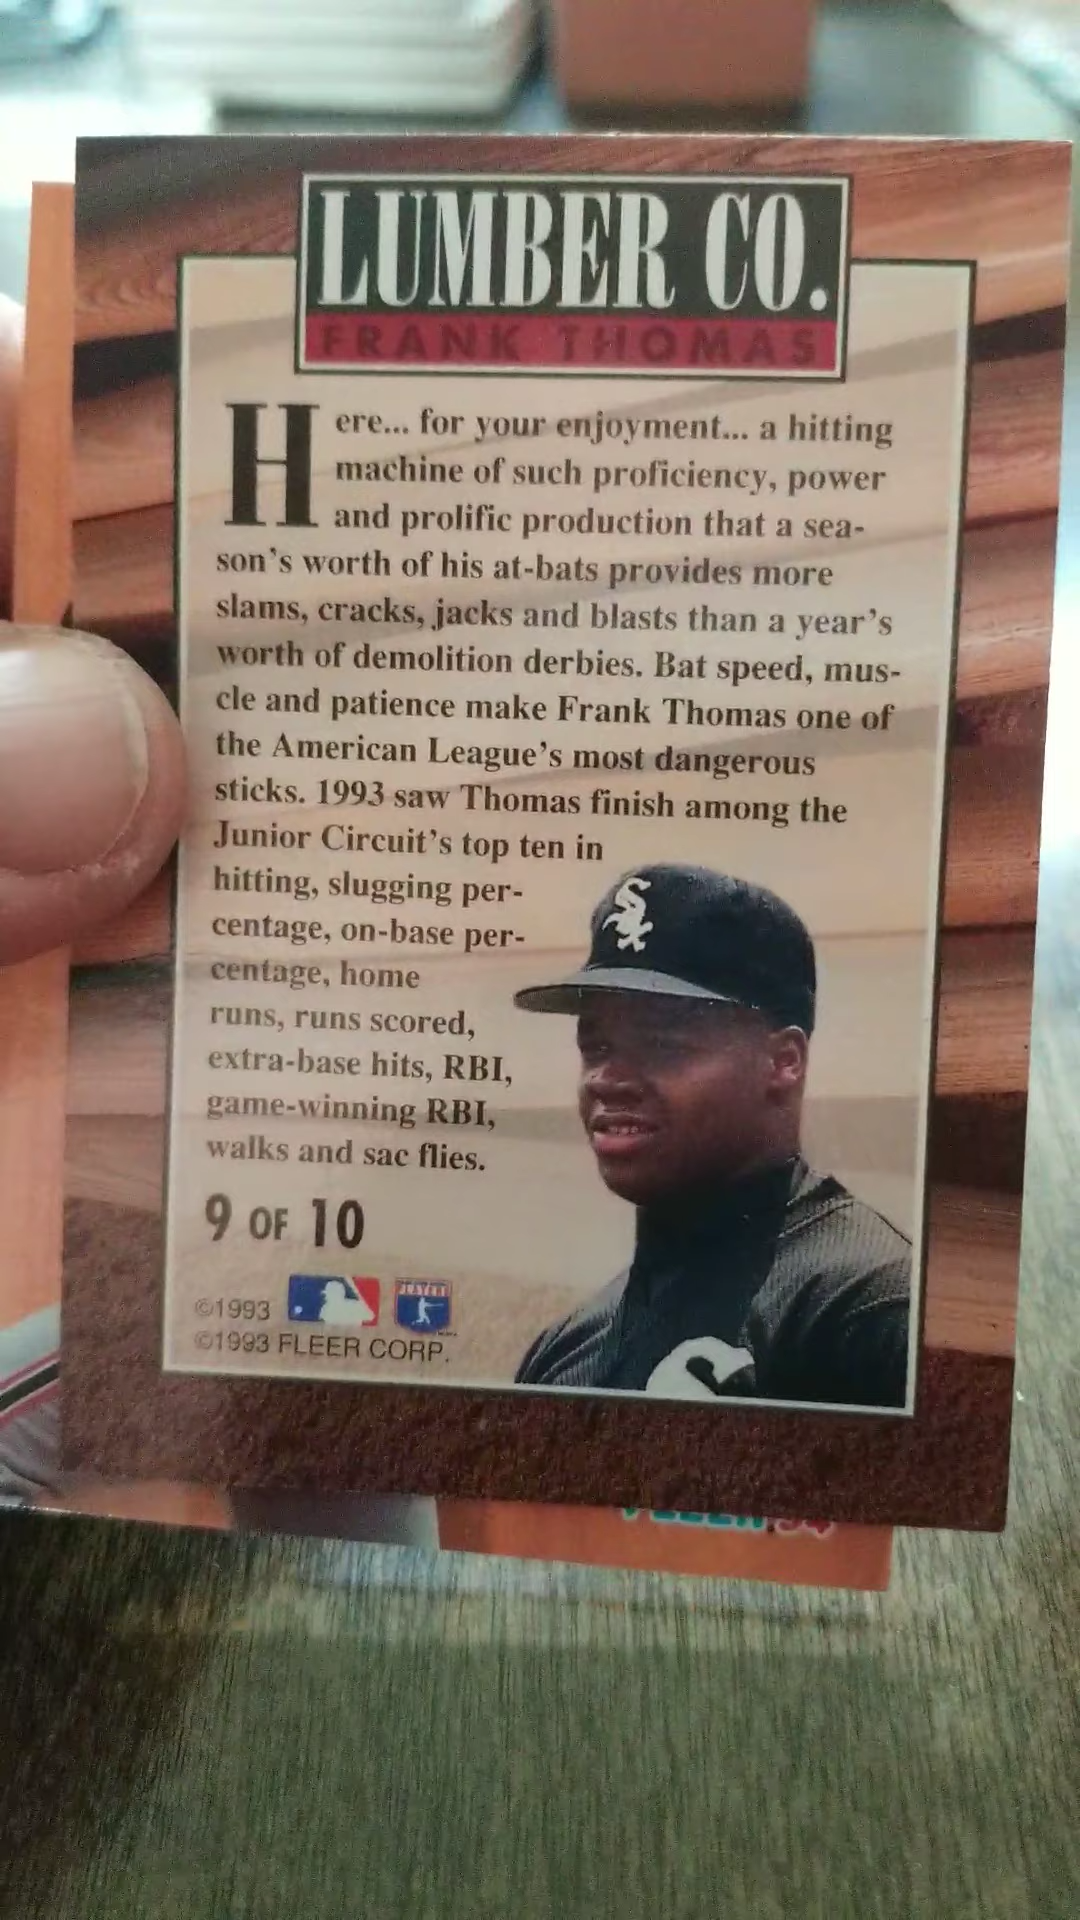 LUMBER CO.
FRANK THOMAS
Here... for your enjoyment... a hitting
machine of such proficiency, power
and prolific production that a sea-
son's worth of his at-bats provides more
slams, cracks, jacks and blasts than a year's
worth of demolition derbies. Bat speed, mus-
cle and patience make Frank Thomas one of
the American League's most dangerous
sticks. 1993 saw Thomas finish among the
Junior Circuit's top ten in
hitting, slugging per-
centage, on-base per-
centage, home
runs, runs scored,
extra-base hits, RBI,
game-winning RBI,
walks and sac flies.
Sox
9 OF 10
©1993
PLAYERS
©1993 FLEER CORP.
S
FLEER '94